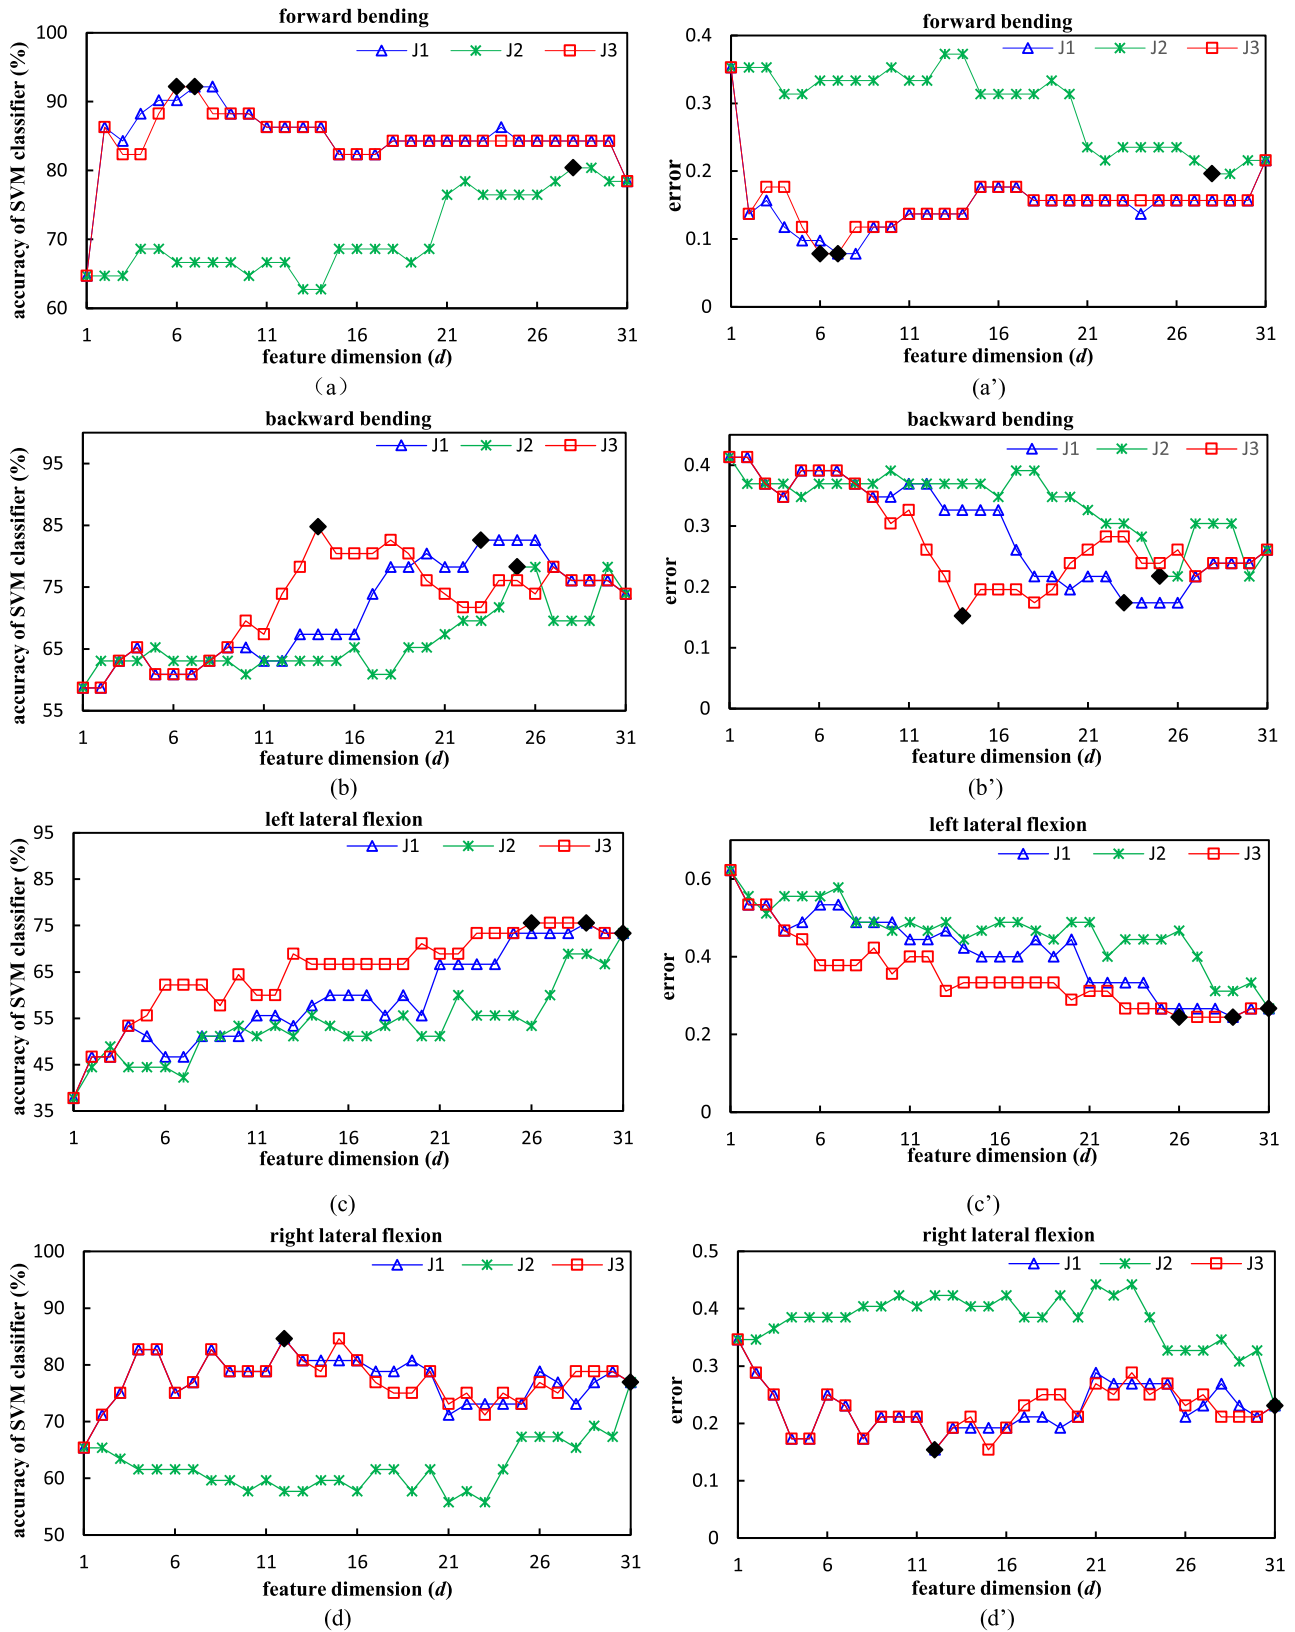 forward bending
accuracy of SVM classifier (%)
J1 J2 J3
100
90
80
70
60
1 6 11 16 21 26 31
feature dimension (d)
（a）
forward bending
error
J1 J2 J3
0.4
0.3
0.2
0.1
0
1 6 11 16 21 26 31
feature dimension (d)
(a’)
backward bending
accuracy of SVM classifier (%)
J1 J2 J3
95
85
75
65
55
1 6 11 16 21 26 31
feature dimension (d)
(b)
backward bending
error
J1 J2 J3
0.4
0.3
0.2
0.1
0
1 6 11 16 21 26 31
feature dimension (d)
(b’)
left lateral flexion
accuracy of SVM classifier (%)
J1 J2 J3
95
85
75
65
55
45
35
1 6 11 16 21 26 31
feature dimension (d)
(c)
left lateral flexion
error
J1 J2 J3
0.6
0.4
0.2
0
1 6 11 16 21 26 31
feature dimension (d)
(c’)
right lateral flexion
accuracy of SVM classifier (%)
J1 J2 J3
100
90
80
70
60
50
1 6 11 16 21 26 31
feature dimension (d)
(d)
right lateral flexion
error
J1 J2 J3
0.5
0.4
0.3
0.2
0.1
0
1 6 11 16 21 26 31
feature dimension (d)
(d’)